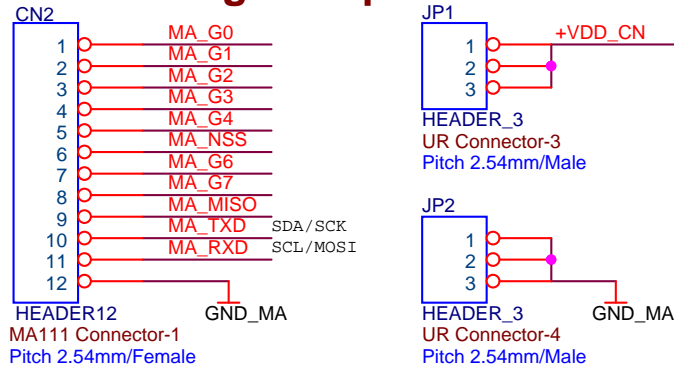 CN2
1 MA_G0
2 MA_G1
3 MA_G2
4 MA_G3
5 MA_G4
6 MA_NSS
7 MA_G6
8 MA_G7
9 MA_MISO
10 MA_TXD SDA/SCK
11 MA_RXD SCL/MOSI
12
GND_MA
HEADER12
MA111 Connector-1
Pitch 2.54mm/Female
JP1
1 +VDD_CN
2
3
HEADER_3
UR Connector-3
Pitch 2.54mm/Male
JP2
1
2
3
GND_MA
HEADER_3
UR Connector-4
Pitch 2.54mm/Male